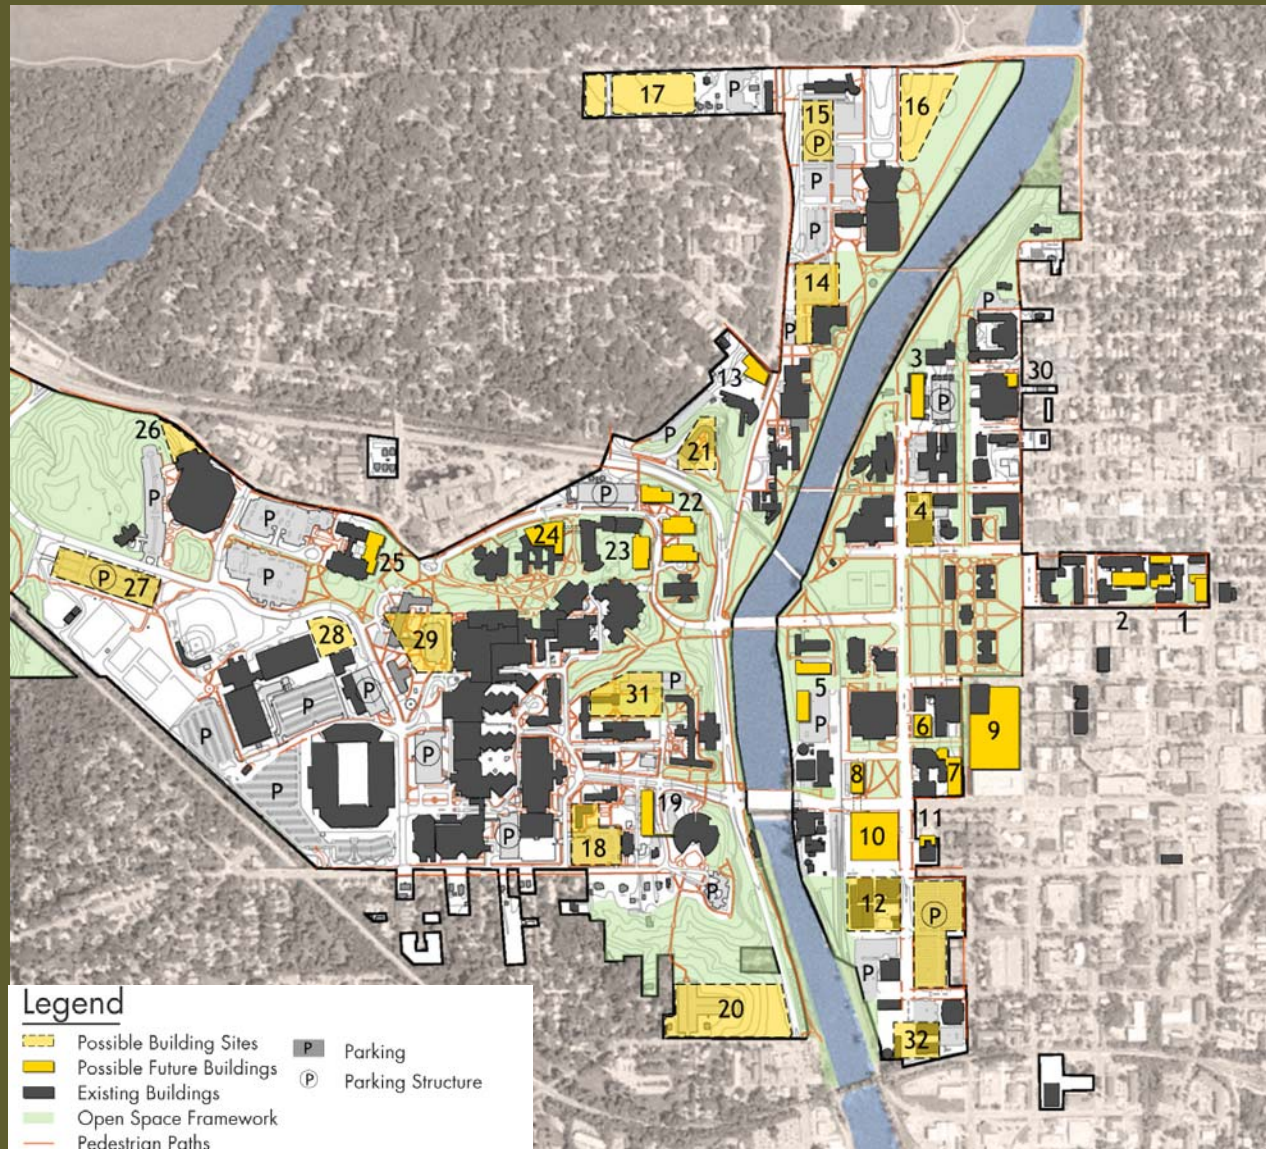 17
P
15
P
16
P
P
14
P
P
3
P
30
13
P
21
26
P
P
P
22
24
23
25
4
P
P
27
28
29
2
1
P
31
P
5
P
6
9
P
P
P
P
8
7
19
10
11
P
18
12
P
P
P
20
32
Legend
Possible Building Sites
Possible Future Buildings
Existing Buildings
Open Space Framework
Pedestrian Paths
P Parking
P Parking Structure